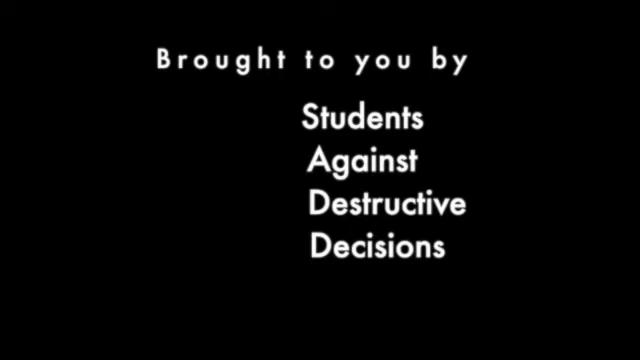 Brought to you by
Students
Against
Destructive
Decisions